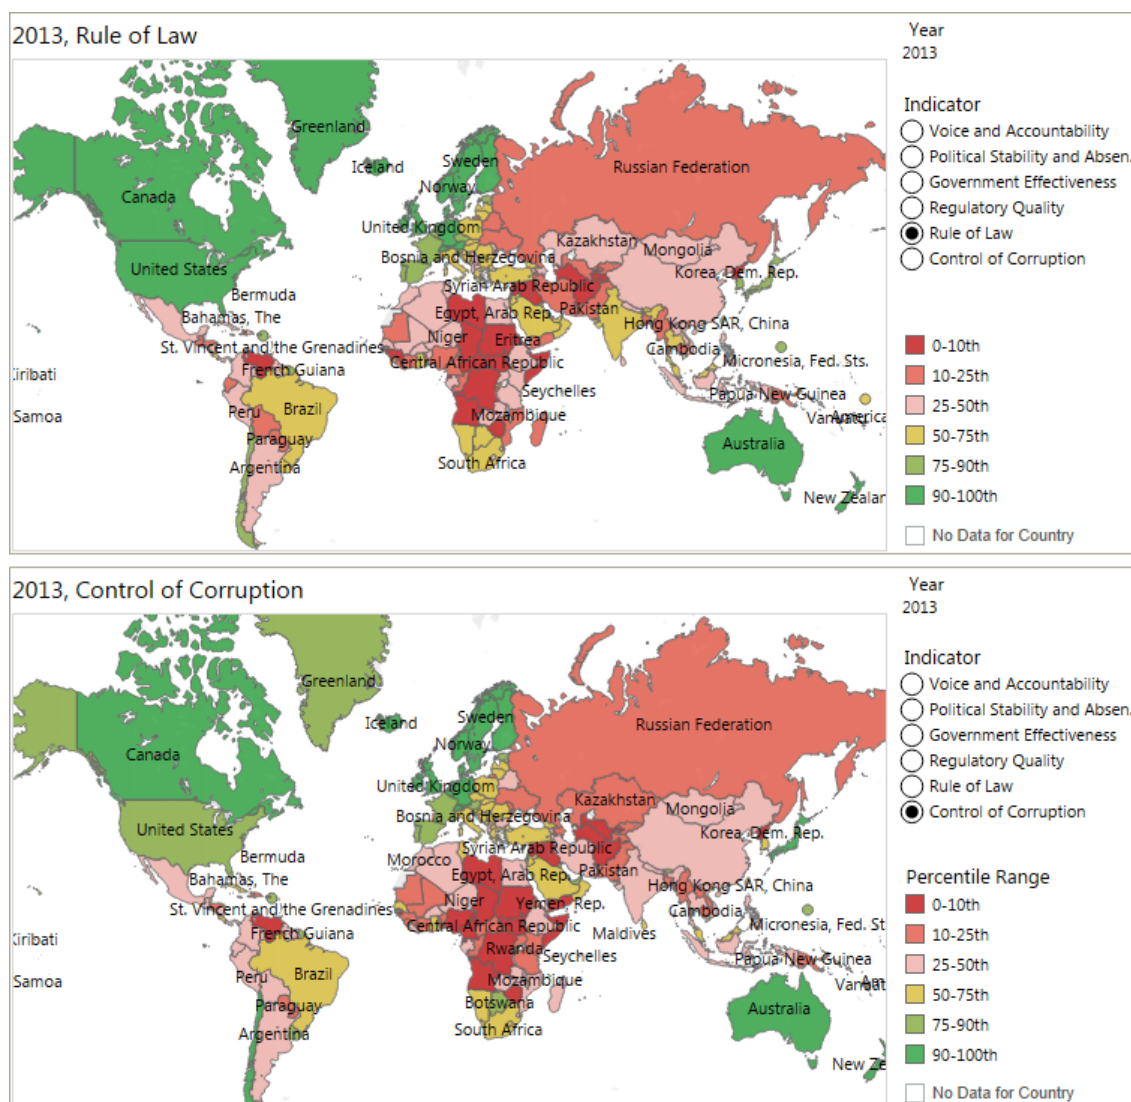 2013, Rule of Law
Greenland
Iceland
Sweden
Russian Federation
Canada
Norway
United Kingdom
Kazakhstan
Mongolia
United States
Bosnia and Herzegovina
Korea, Dem. Rep.
Syrian Arab Republic
Bermuda
Bahamas, The
Egypt, Arab Rep.
Pakistan
Hong Kong SAR, China
Niger
Eritrea
St. Vincent and the Grenadines
Cambodia
Central African Republic
Micronesia, Fed. Sts.
Kiribati
French Guiana
Seychelles
Papua New Guinea
Samoa
Peru
Brazil
Mozambique
Vanuatu
America
Paraguay
Australia
Argentina
South Africa
New Zealan
Year
2013
Indicator
Voice and Accountability
Political Stability and Absen.
Government Effectiveness
Regulatory Quality
Rule of Law
Control of Corruption
0-10th
10-25th
25-50th
50-75th
75-90th
90-100th
No Data for Country
2013, Control of Corruption
Greenland
Iceland
Sweden
Russian Federation
Canada
Norway
United Kingdom
Kazakhstan
Mongolia
United States
Bosnia and Herzegovina
Korea, Dem. Rep.
Syrian Arab Republic
Bermuda
Morocco
Bahamas, The
Egypt, Arab Rep.
Pakistan
Hong Kong SAR, China
Niger
Yemen, Rep.
St. Vincent and the Grenadines
Cambodia
Central African Republic
Micronesia, Fed. St
Kiribati
French Guiana
Maldives
Rwanda
Seychelles
Papua New Guinea
Samoa
Peru
Brazil
Mozambique
Paraguay
Botswana
Australia
Argentina
South Africa
New Ze
Year
2013
Indicator
Voice and Accountability
Political Stability and Absen.
Government Effectiveness
Regulatory Quality
Rule of Law
Control of Corruption
Percentile Range
0-10th
10-25th
25-50th
50-75th
75-90th
90-100th
No Data for Country